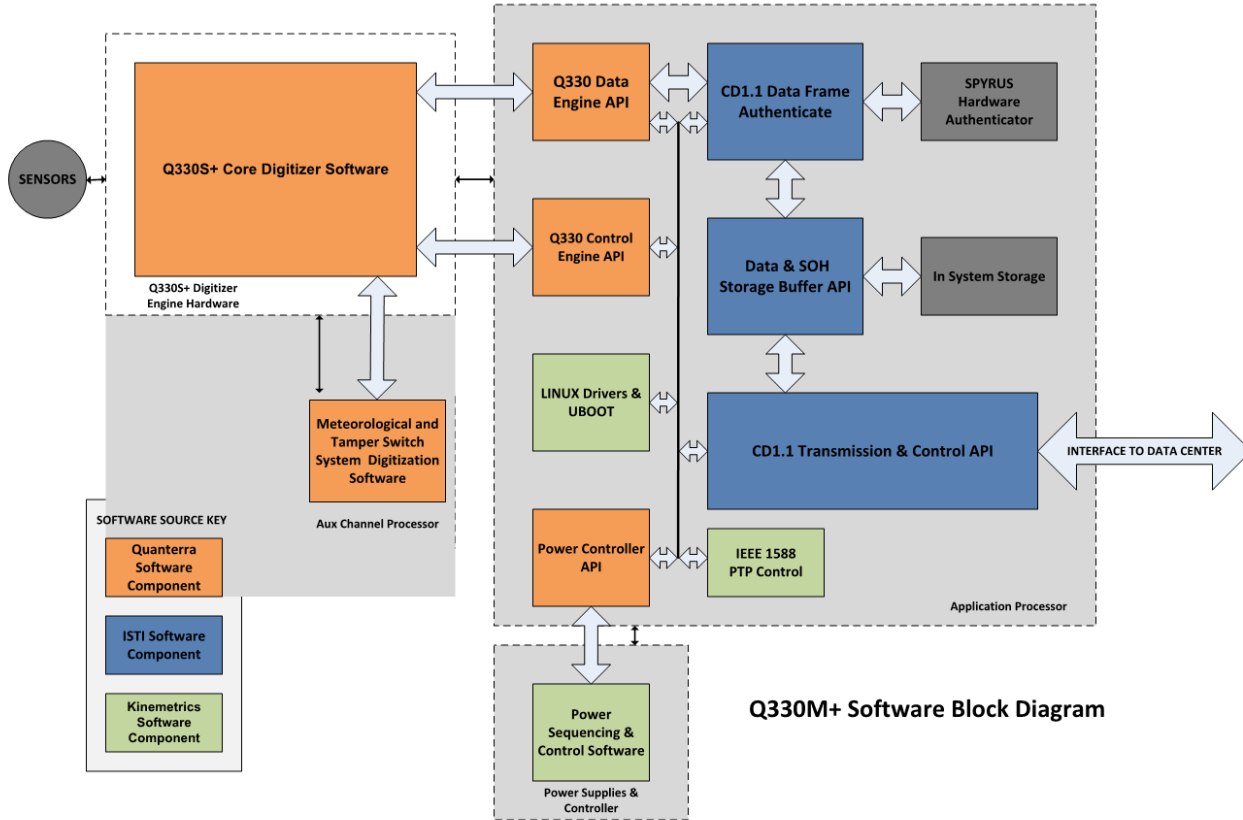 SENSORS
Q330S+ Core Digitizer Software
Q330S+ Digitizer
Engine Hardware
Meteorological and
Tamper Switch
System Digitization
Software
Aux Channel Processor
SOFTWARE SOURCE KEY
Quanterra
Software
Component
ISTI Software
Component
Kinemetrics
Software
Component
Q330 Data
Engine API
Q330 Control
Engine API
LINUX Drivers &
UBOOT
Power Controller
API
CD1.1 Data Frame
Authenticate
SPYRUS
Hardware
Authenticator
Data & SOH
Storage Buffer API
In System Storage
CD1.1 Transmission & Control API
INTERFACE TO DATA CENTER
IEEE 1588
PTP Control
Application Processor
Power
Sequencing &
Control Software
Power Supplies &
Controller
Q330M+ Software Block Diagram